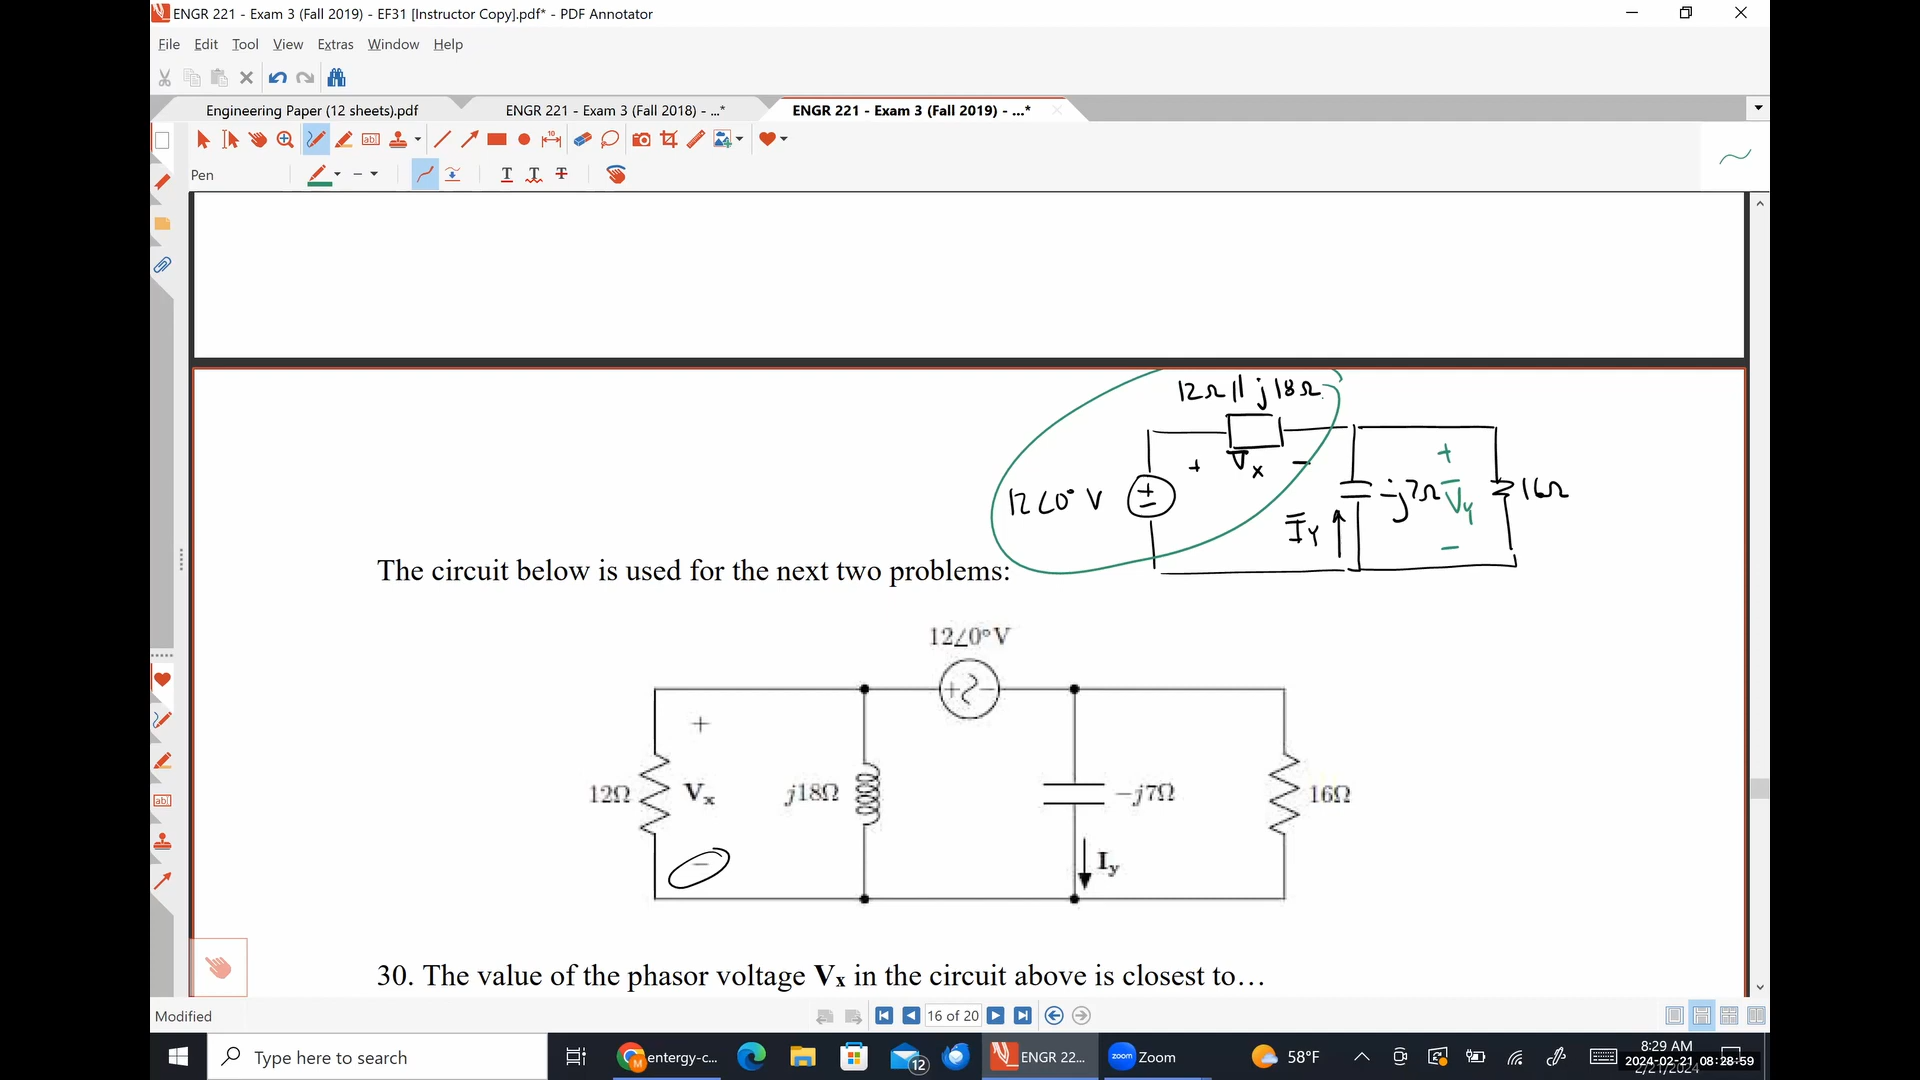 ENGR 221 - Exam 3 (Fall 2019) - EF31 [Instructor Copy].pdf* - PDF Annotator
File Edit Tool View Extras Window Help
Engineering Paper (12 sheets).pdf
ENGR 221 - Exam 3 (Fall 2018) - ...*
ENGR 221 - Exam 3 (Fall 2019) - ...*
Pen
12Ω || j18Ω
+ V̅x −
12∠0° V
+
−j7Ω
V̅y
16Ω
I̅y
−
The circuit below is used for the next two problems:
12∠0°V
+ −
+
12Ω
Vx
j18Ω
−j7Ω
16Ω
−
Iy
30. The value of the phasor voltage Vx in the circuit above is closest to…
Modified
16 of 20
Type here to search
entergy-c...
12
ENGR 22...
zoom
Zoom
58°F
8:29 AM
2024-02-21, 08:28:59
2/21/2024